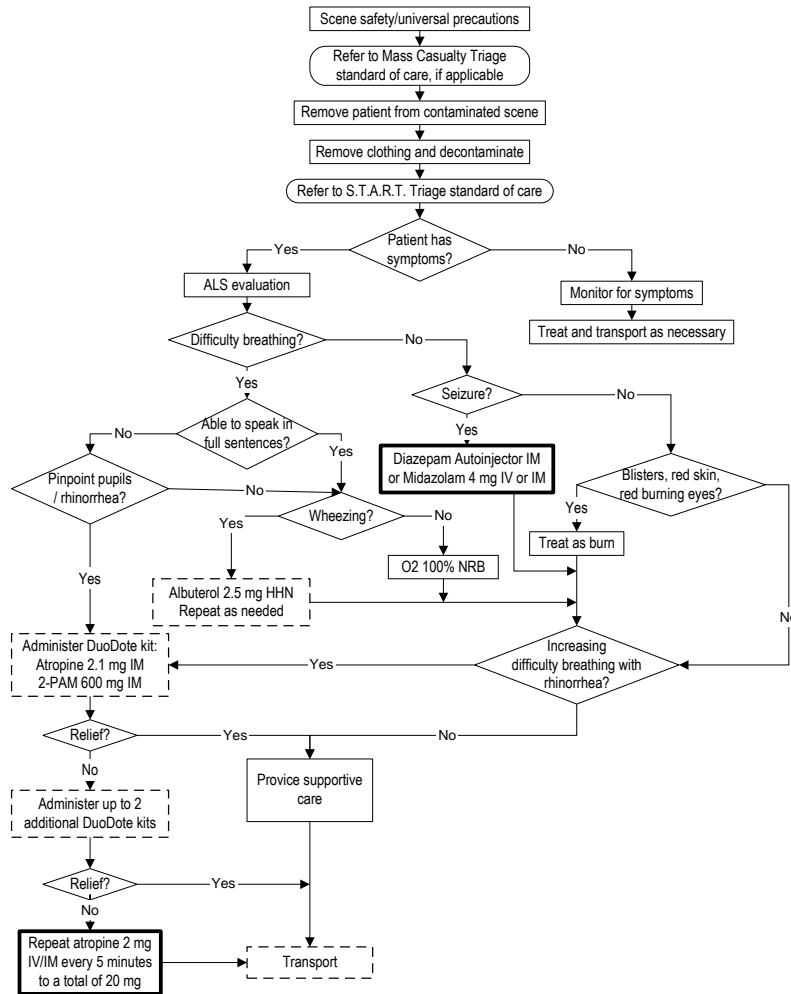 Scene safety/universal precautions
Refer to Mass Casualty Triage
standard of care, if applicable
Remove patient from contaminated scene
Remove clothing and decontaminate
Refer to S.T.A.R.T. Triage standard of care
Patient has
symptoms?
Yes
No
ALS evaluation
Monitor for symptoms
Treat and transport as necessary
Difficulty breathing?
No
Yes
Seizure?
No
Able to speak in
full sentences?
No
Yes
Yes
Diazepam Autoinjector IM
or Midazolam 4 mg IV or IM
Blisters, red skin,
red burning eyes?
Pinpoint pupils
/ rhinorrhea?
No
Wheezing?
Yes
No
Yes
Treat as burn
O2 100% NRB
Yes
Albuterol 2.5 mg HHN
Repeat as needed
No
Administer DuoDote kit:
Atropine 2.1 mg IM
2-PAM 600 mg IM
Yes
Increasing
difficulty breathing with
rhinorrhea?
Relief?
Yes
No
No
Provice supportive
care
Administer up to 2
additional DuoDote kits
Relief?
Yes
No
Repeat atropine 2 mg
IV/IM every 5 minutes
to a total of 20 mg
Transport